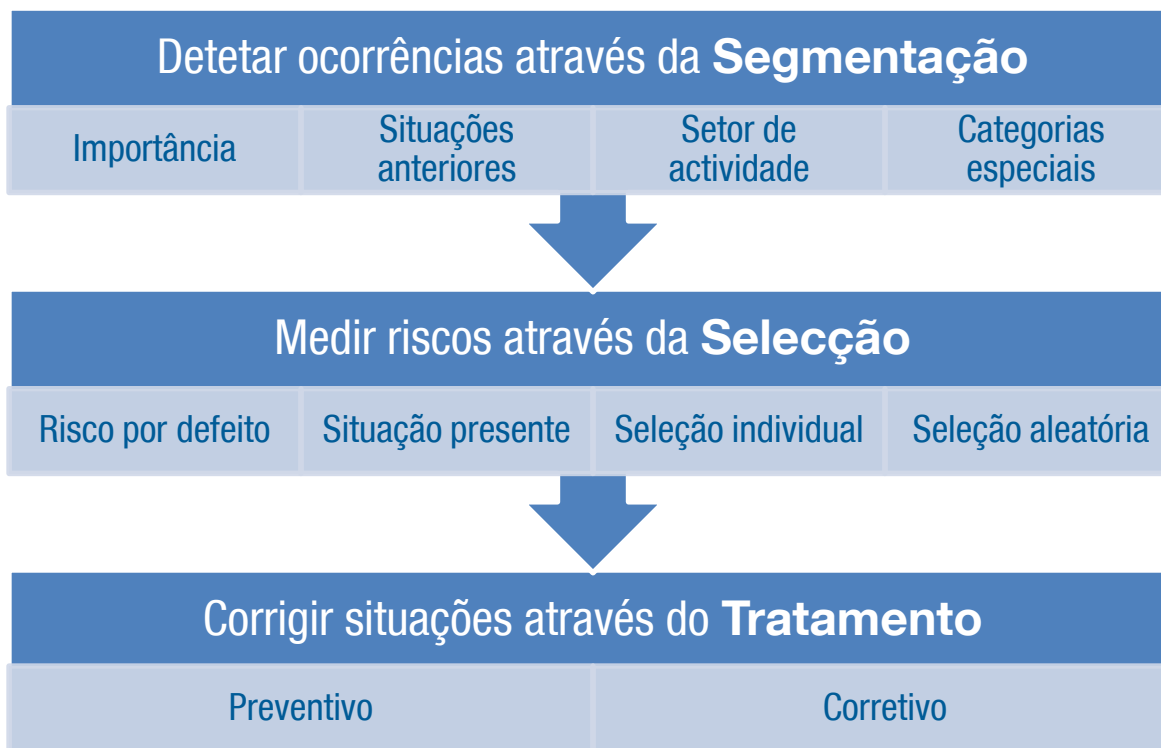 Detetar ocorrências através da Segmentação
Importância
Situações
anteriores
Setor de
actividade
Categorias
especiais
Medir riscos através da Selecção
Risco por defeito
Situação presente
Seleção individual
Seleção aleatória
Corrigir situações através do Tratamento
Preventivo
Corretivo